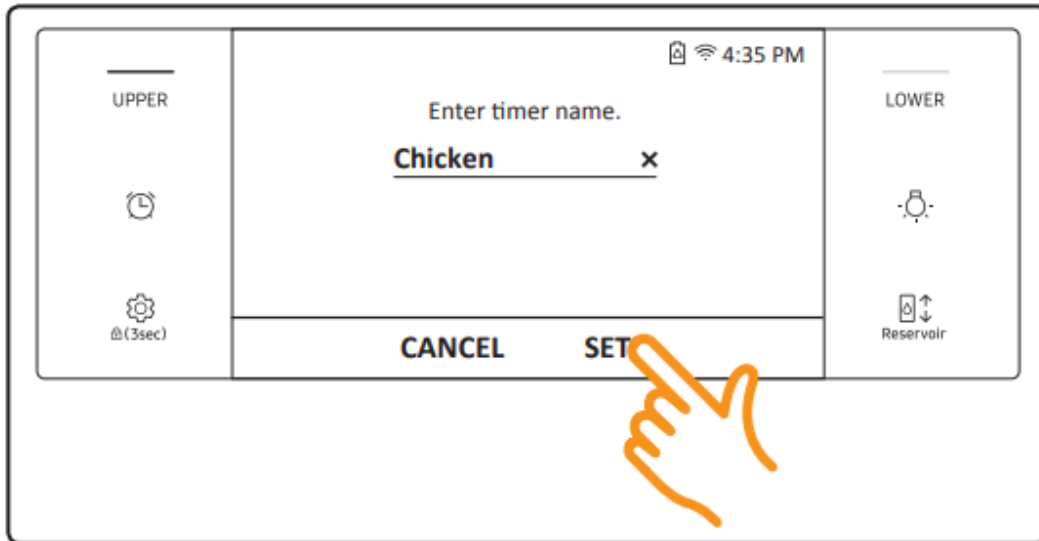 4:35 PM
UPPER
LOWER
Enter timer name.
Chicken ×
(3sec)
Reservoir
CANCEL SET